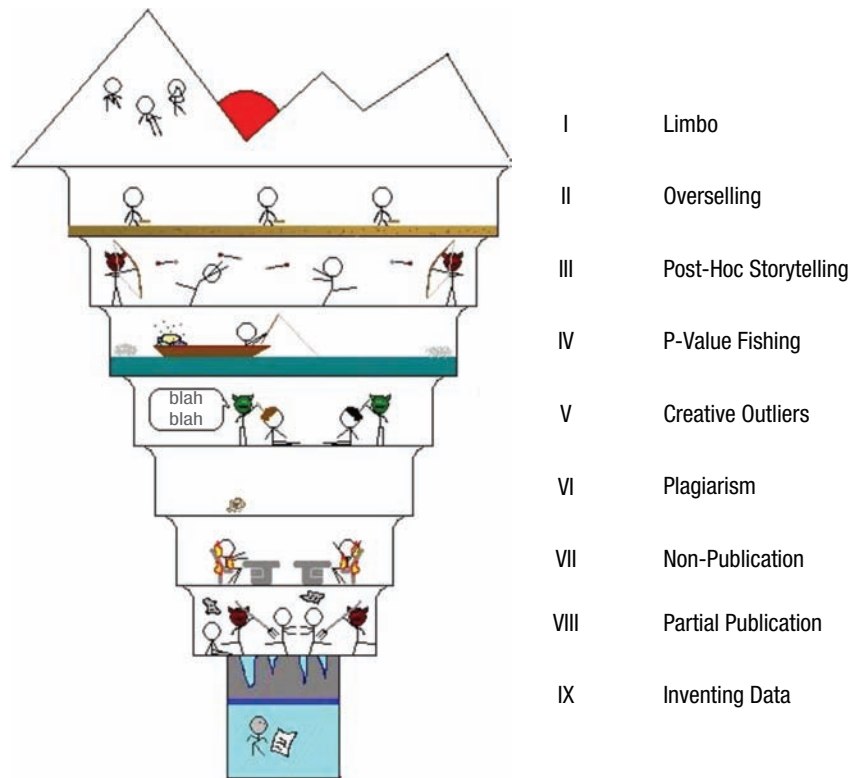 I Limbo
II Overselling
III Post-Hoc Storytelling
IV P-Value Fishing
blah
blah
V Creative Outliers
VI Plagiarism
VII Non-Publication
VIII Partial Publication
IX Inventing Data